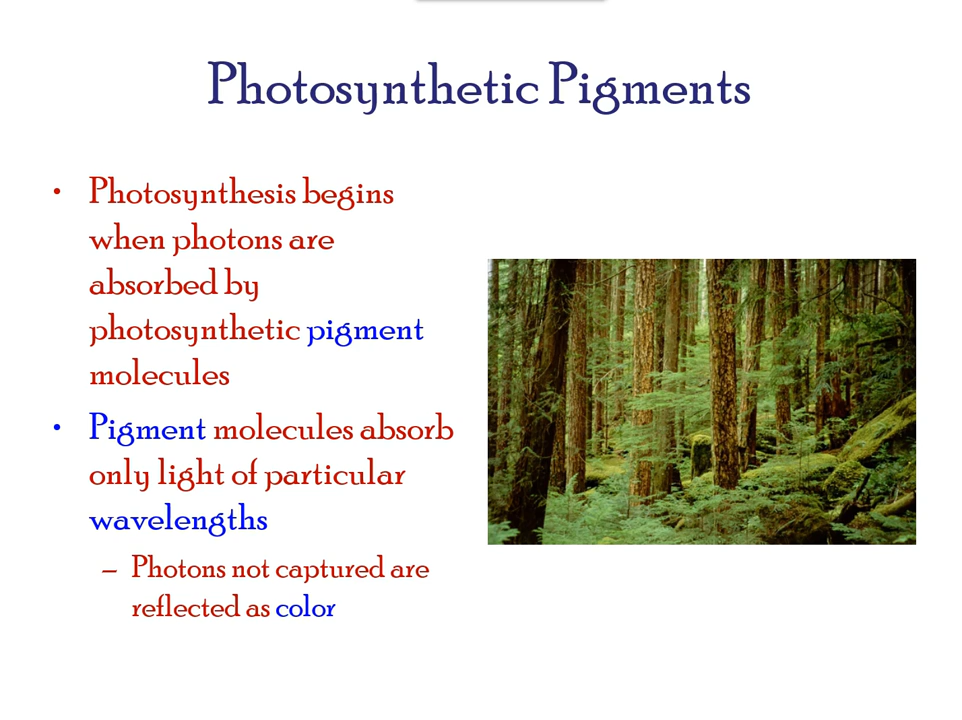 Photosynthetic Pigments
• Photosynthesis begins
when photons are
absorbed by
photosynthetic pigment
molecules
• Pigment molecules absorb
only light of particular
wavelengths
– Photons not captured are
reflected as color